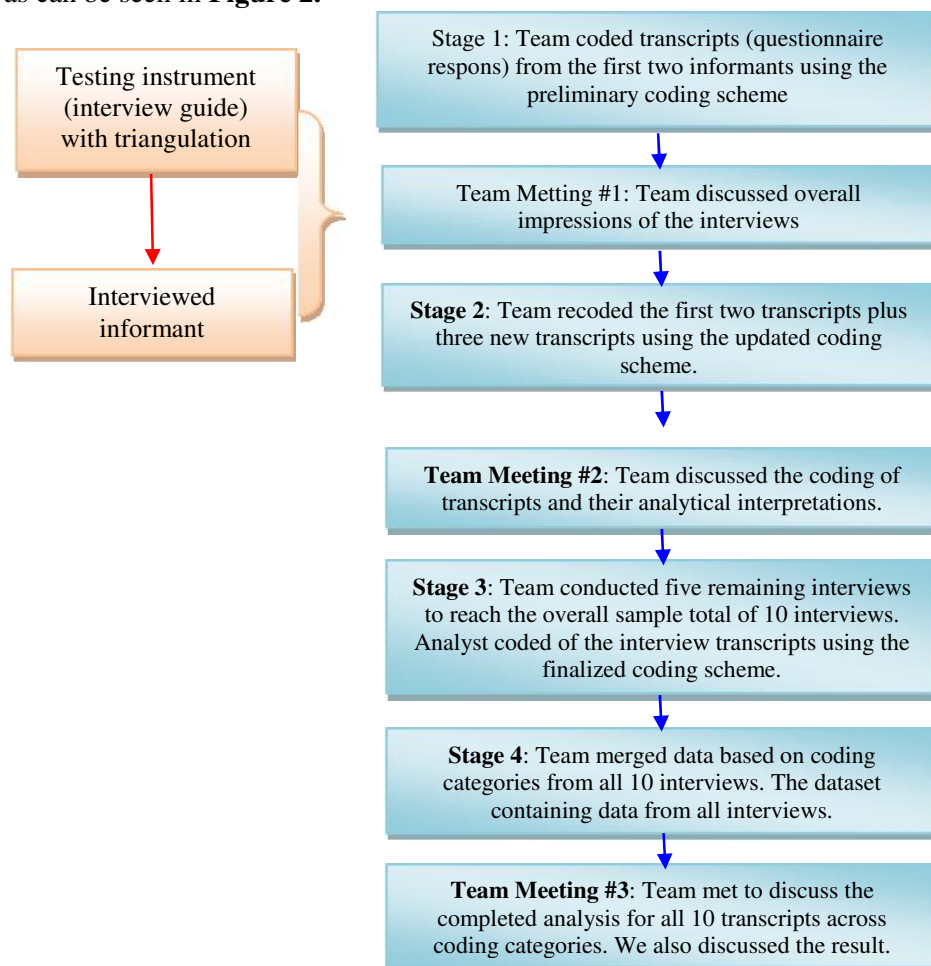 as can be seen in Figure 2.
Testing instrument
(interview guide)
with triangulation
Interviewed
informant
Stage 1: Team coded transcripts (questionnaire
respons) from the first two informants using the
preliminary coding scheme
Team Metting #1: Team discussed overall
impressions of the interviews
Stage 2: Team recoded the first two transcripts plus
three new transcripts using the updated coding
scheme.
Team Meeting #2: Team discussed the coding of
transcripts and their analytical interpretations.
Stage 3: Team conducted five remaining interviews
to reach the overall sample total of 10 interviews.
Analyst coded of the interview transcripts using the
finalized coding scheme.
Stage 4: Team merged data based on coding
categories from all 10 interviews. The dataset
containing data from all interviews.
Team Meeting #3: Team met to discuss the
completed analysis for all 10 transcripts across
coding categories. We also discussed the result.